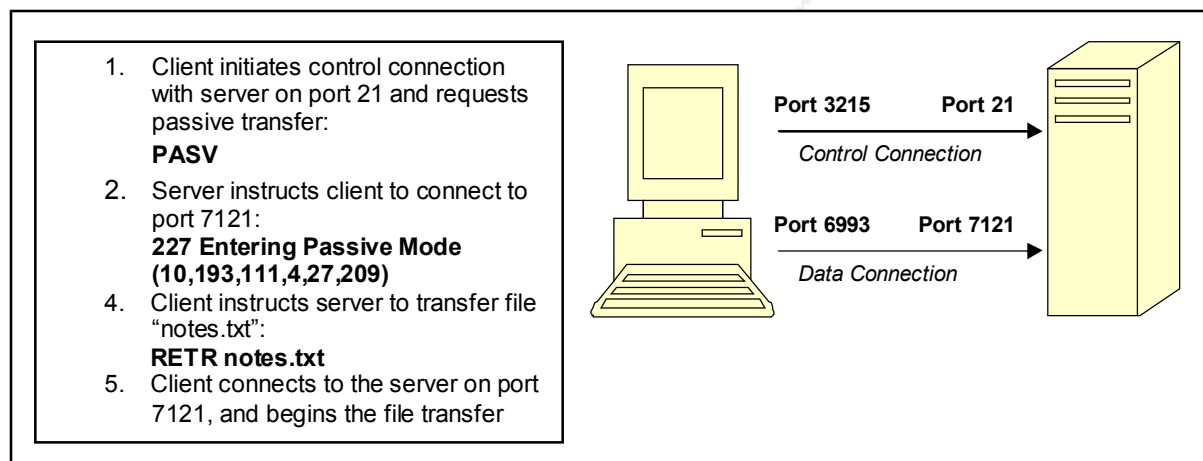 1. Client initiates control connection
with server on port 21 and requests
passive transfer:
PASV
2. Server instructs client to connect to
port 7121:
227 Entering Passive Mode
(10,193,111,4,27,209)
4. Client instructs server to transfer file
“notes.txt”:
RETR notes.txt
5. Client connects to the server on port
7121, and begins the file transfer
Port 3215 Port 21
Control Connection
Port 6993 Port 7121
Data Connection